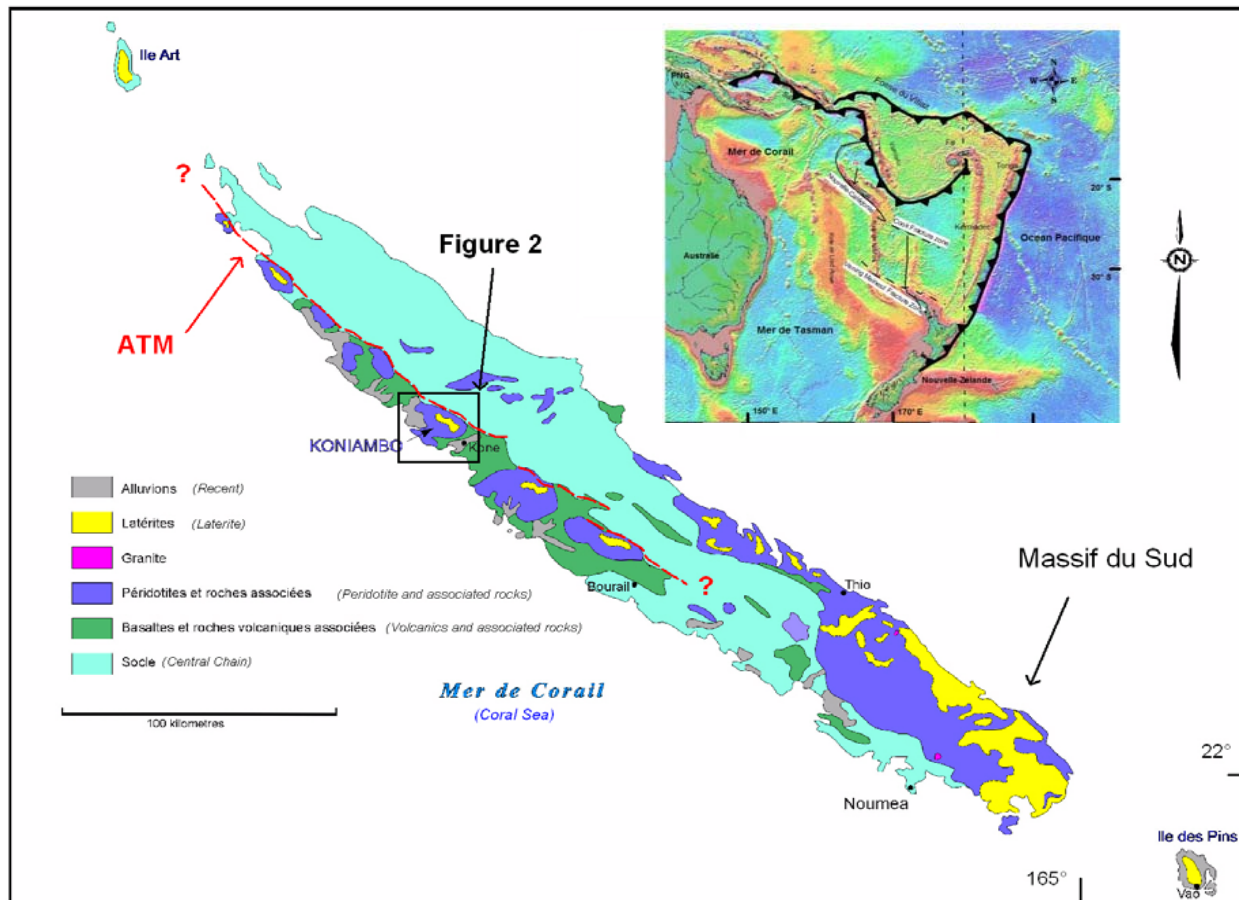 Ile Art
?
ATM
Figure 2
KONIAMBO
Kone
Bourail
?
Thio
Massif du Sud
Noumea
Ile des Pins
Vao
22°
165°
N
Mer de Corail
(Coral Sea)
Alluvions (Recent)
Latérites (Laterite)
Granite
Péridotites et roches associées (Peridotite and associated rocks)
Basaltes et roches volcaniques associées (Volcanics and associated rocks)
Socle (Central Chain)
100 kilometres
PNG
N
W E
S
Mer de Corail
Fiji
Tonga
20° S
Ocean Pacifique
Kermadec
Australie
30° S
Mer de Tasman
Nouvelle Zelande
150° E
170° E